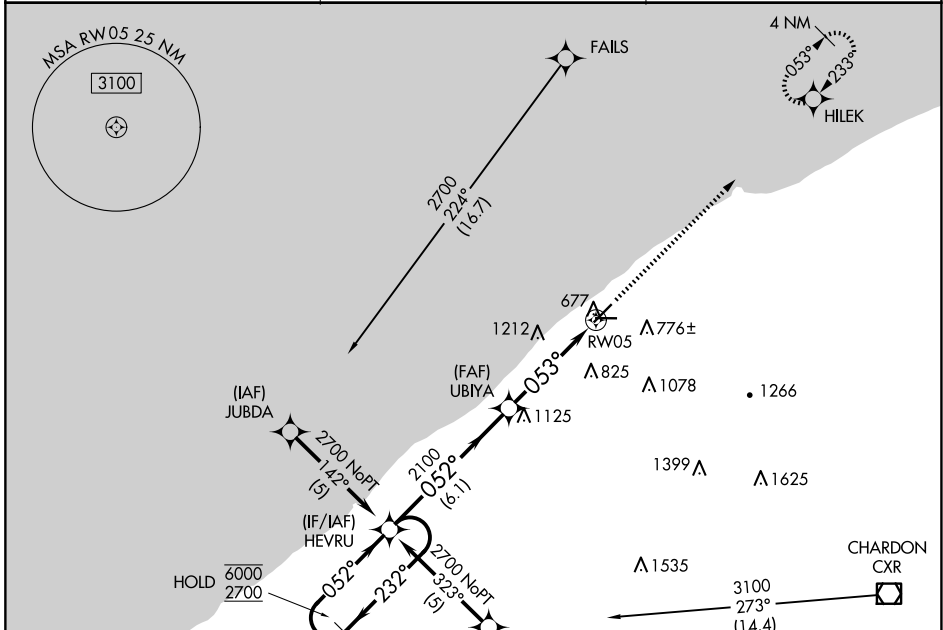 MSA RW05 25 NM
3100
FAILS
4 NM
053°
233°
HILEK
2700
224°
(16.7)
677
1212
RW05
776±
(FAF)
UBIYA
053°
825
1078
1266
1125
(IAF)
JUBDA
2700 NoPT
142°
(5)
2100
052°
(6.1)
1399
1625
(IF/IAF)
HEVRU
HOLD
6000
2700
052°
232°
2700 NoPT
323°
(5)
1535
CHARDON
CXR
3100
273°
(14.4)